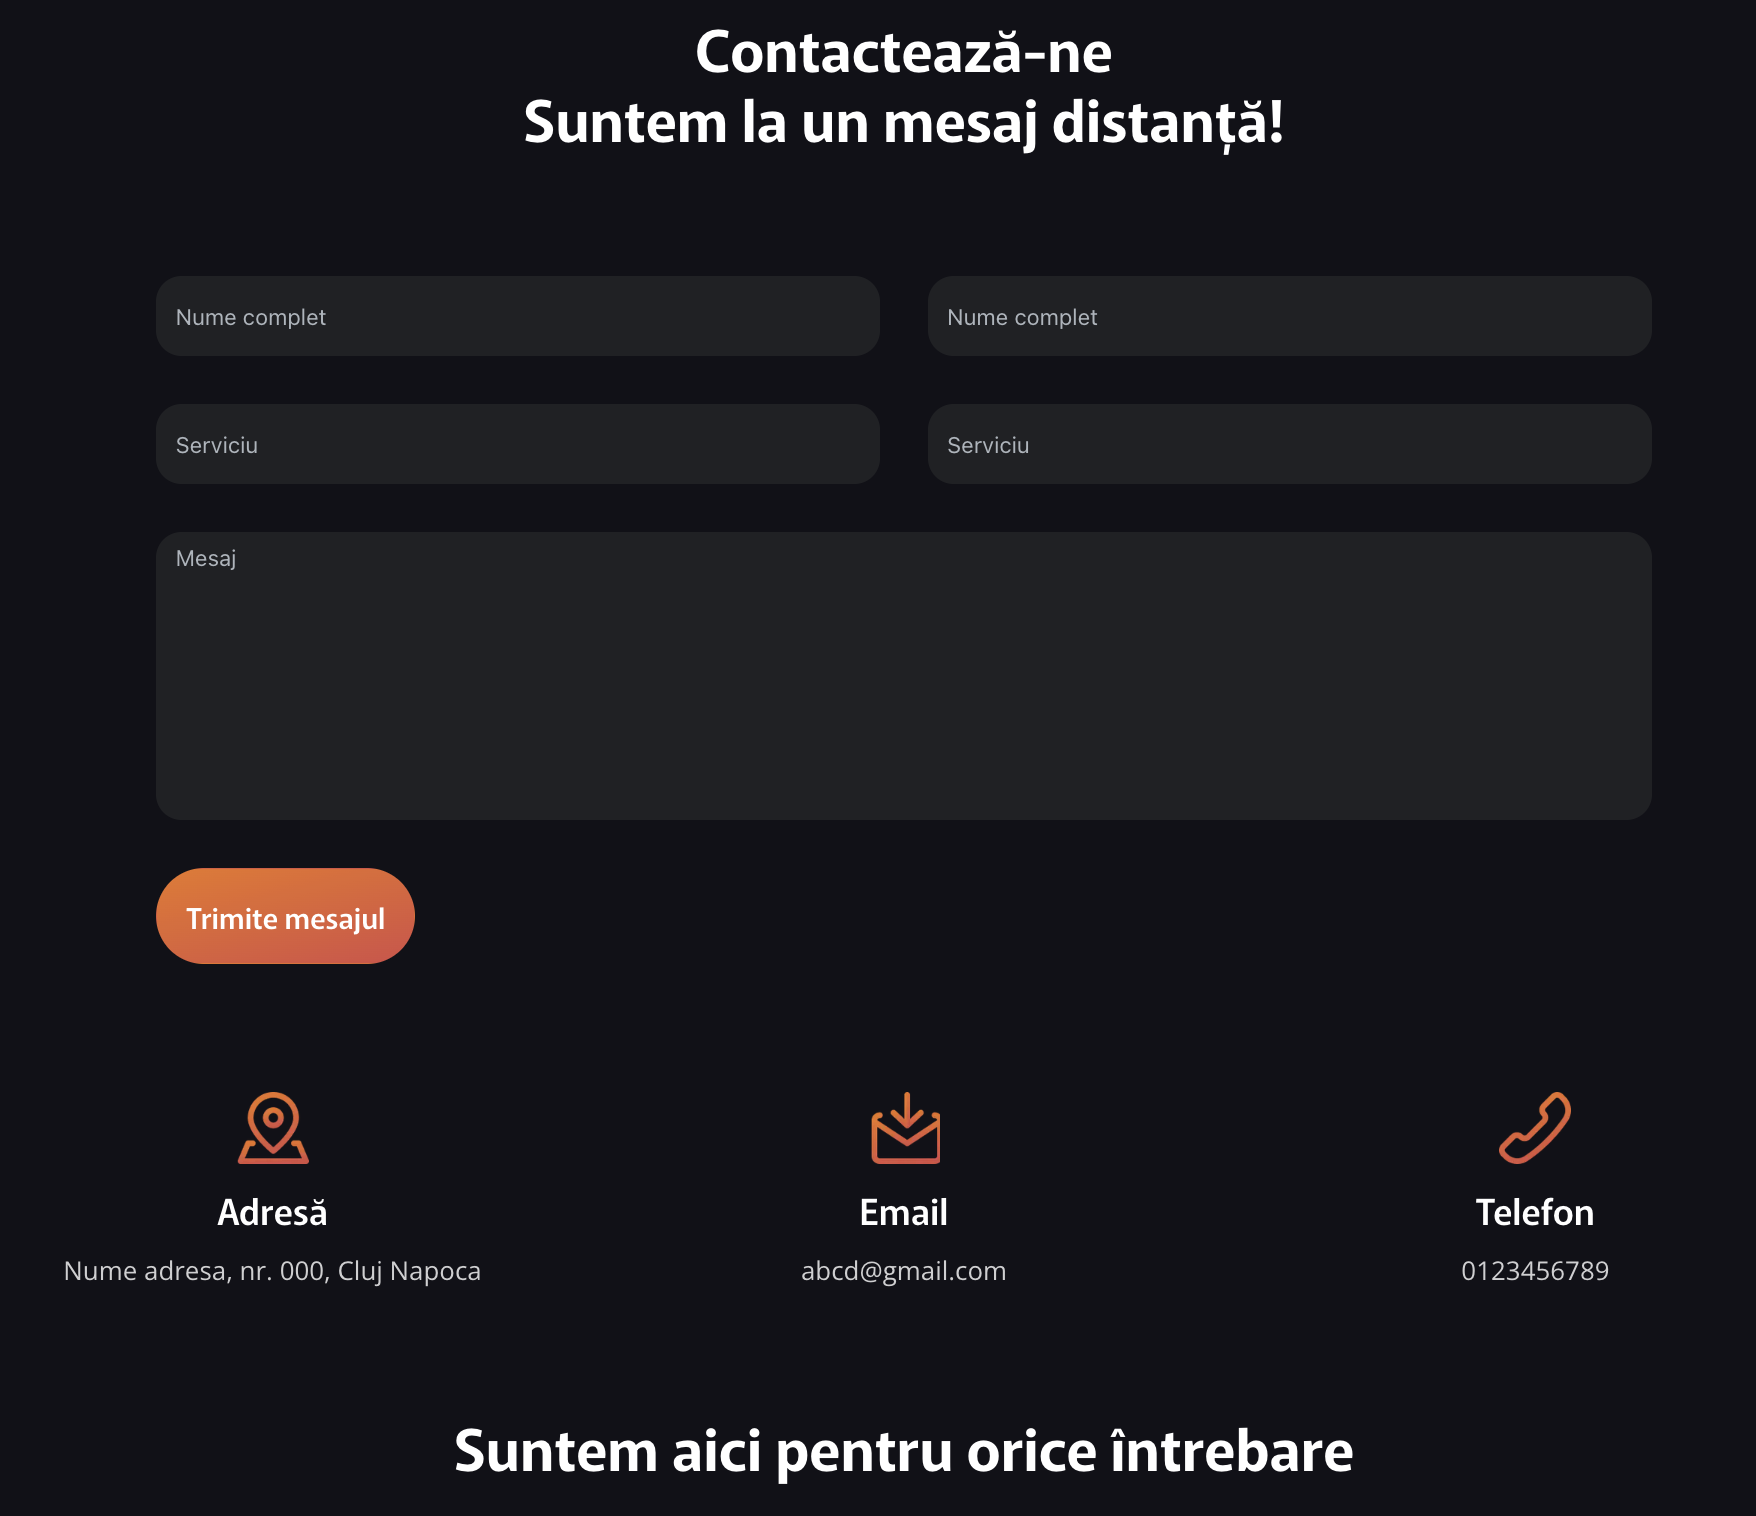 Contactează-ne
Suntem la un mesaj distanță!
Nume complet
Nume complet
Serviciu
Serviciu
Mesaj
Trimite mesajul
Adresă
Email
Telefon
Nume adresa, nr. 000, Cluj Napoca
abcd@gmail.com
0123456789
Suntem aici pentru orice întrebare